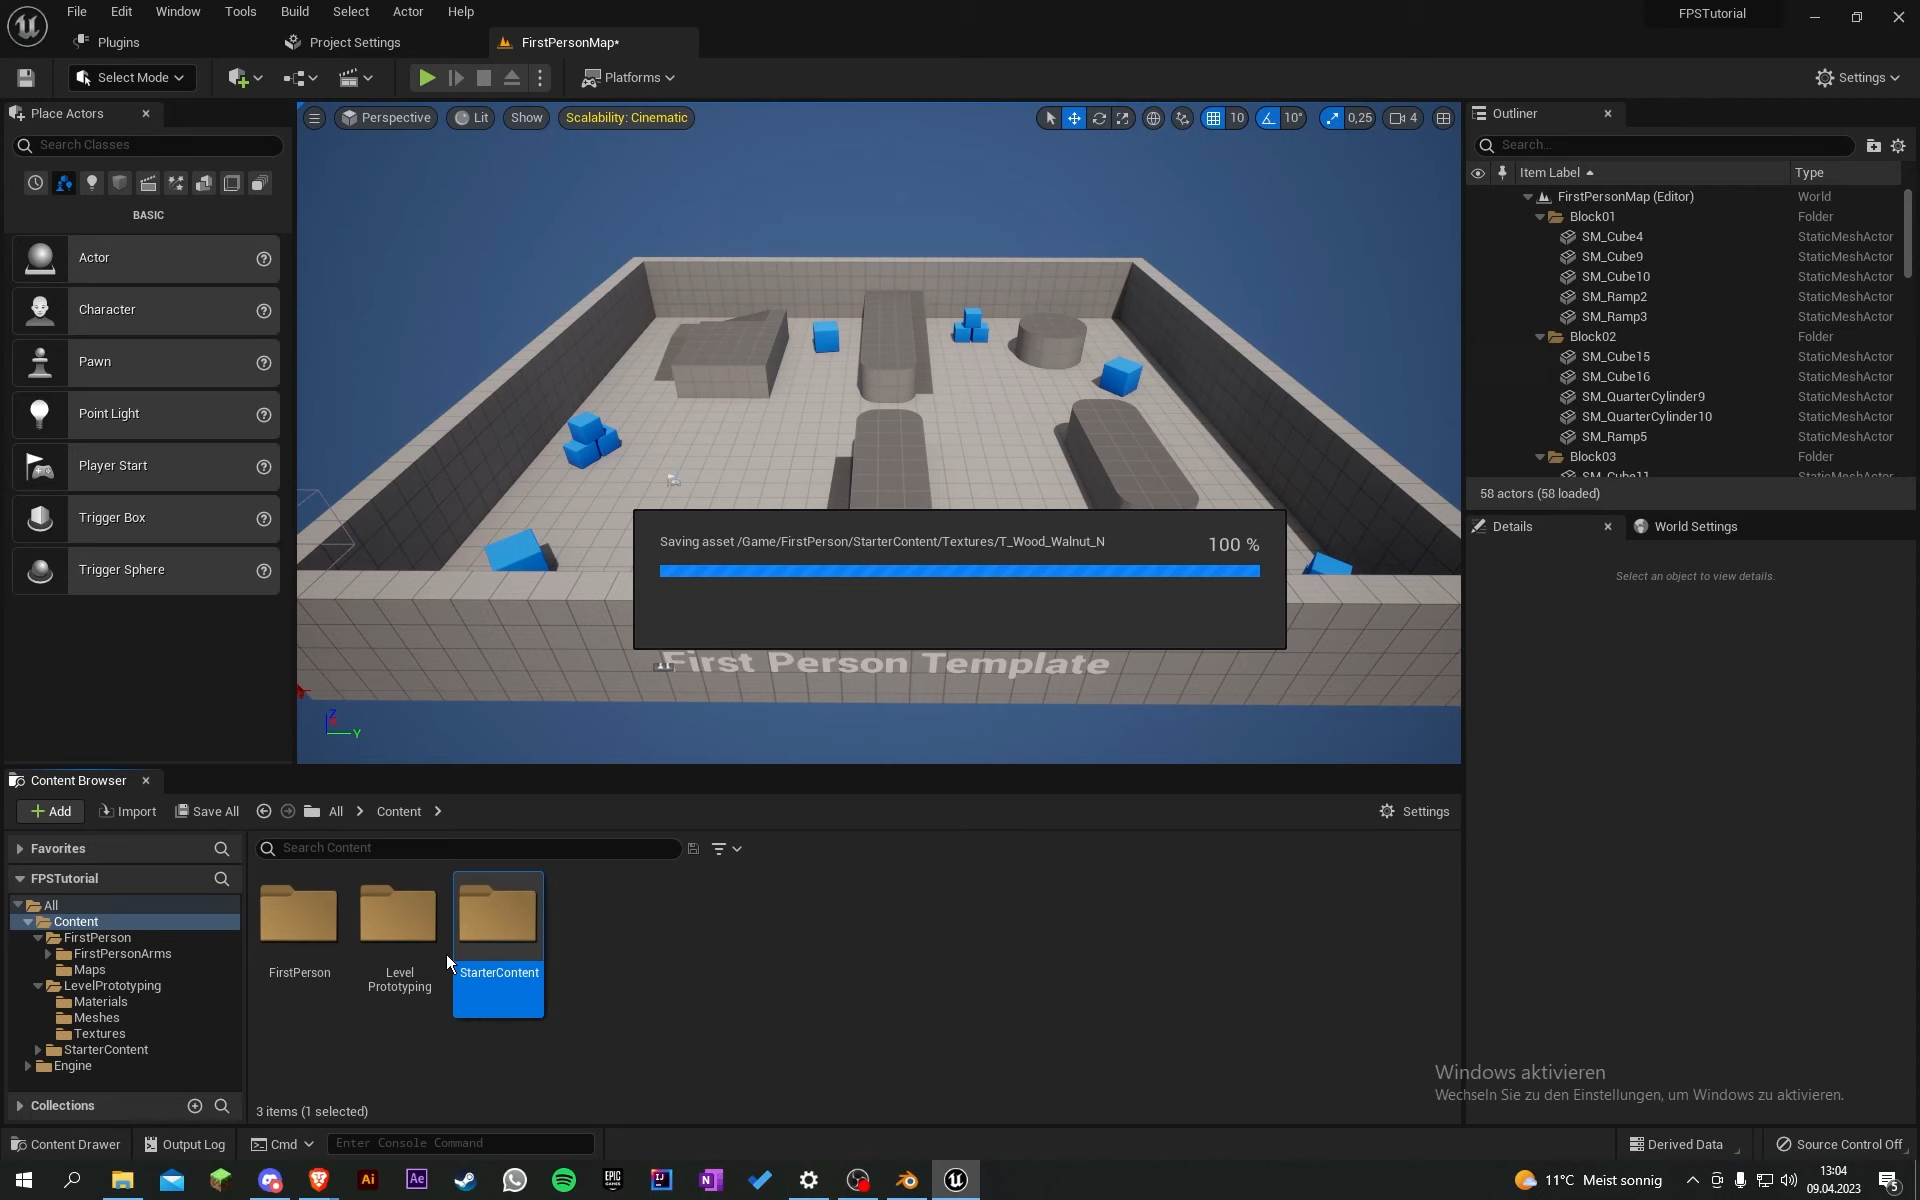 File Edit Window Tools Build Select Actor Help
FPSTutorial
Plugins
Project Settings
FirstPersonMap*
Select Mode
Platforms
Settings
Place Actors
Search Classes
BASIC
Actor
Character
Pawn
Point Light
Player Start
Trigger Box
Trigger Sphere
Perspective
Lit
Show
Scalability: Cinematic
10
10°
0,25
4
First Person Template
Z
Y
Saving asset /Game/FirstPerson/StarterContent/Textures/T_Wood_Walnut_N
100 %
Outliner
Search...
Item Label
Type
FirstPersonMap (Editor) World
Block01 Folder
SM_Cube4 StaticMeshActor
SM_Cube9 StaticMeshActor
SM_Cube10 StaticMeshActor
SM_Ramp2 StaticMeshActor
SM_Ramp3 StaticMeshActor
Block02 Folder
SM_Cube15 StaticMeshActor
SM_Cube16 StaticMeshActor
SM_QuarterCylinder9 StaticMeshActor
SM_QuarterCylinder10 StaticMeshActor
SM_Ramp5 StaticMeshActor
Block03 Folder
SM_Cube11 StaticMeshActor
58 actors (58 loaded)
Details
World Settings
Select an object to view details.
Content Browser
Add
Import
Save All
All
Content
Settings
Favorites
FPSTutorial
All
Content
FirstPerson
FirstPersonArms
Maps
LevelPrototyping
Materials
Meshes
Textures
StarterContent
Engine
Collections
Search Content
FirstPerson
Level
Prototyping
StarterContent
3 items (1 selected)
Windows aktivieren
Wechseln Sie zu den Einstellungen, um Windows zu aktivieren.
Content Drawer
Output Log
Cmd
Enter Console Command
Derived Data
Source Control Off
Ai
Ae
EPIC
GAMES
IJ
N
11°C Meist sonnig
13:04
09.04.2023
5